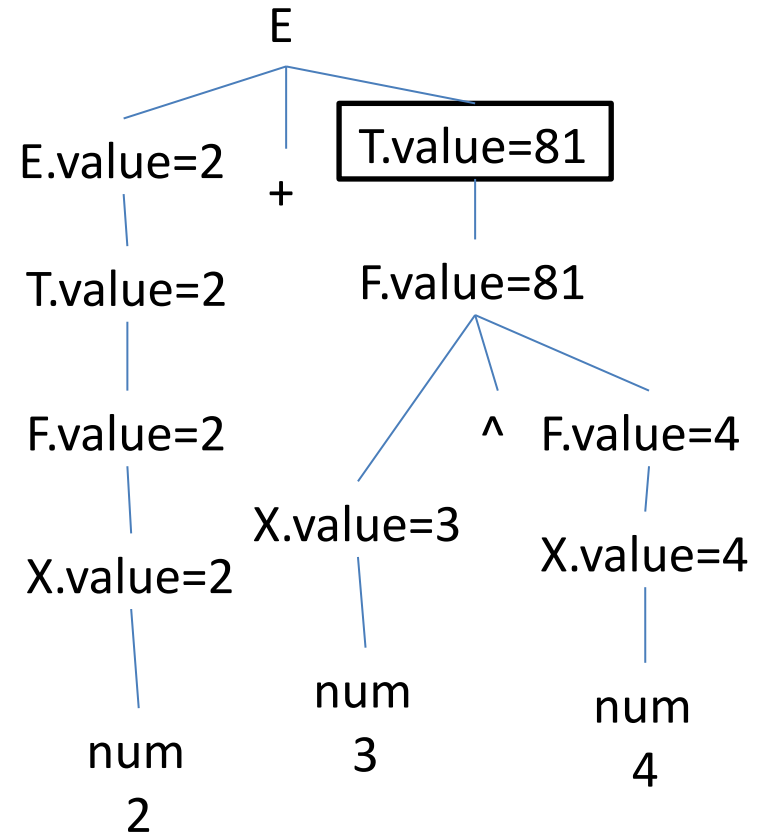 E
E.value=2
+
T.value=81
T.value=2
F.value=81
F.value=2
^
F.value=4
X.value=2
X.value=3
X.value=4
num
2
num
3
num
4